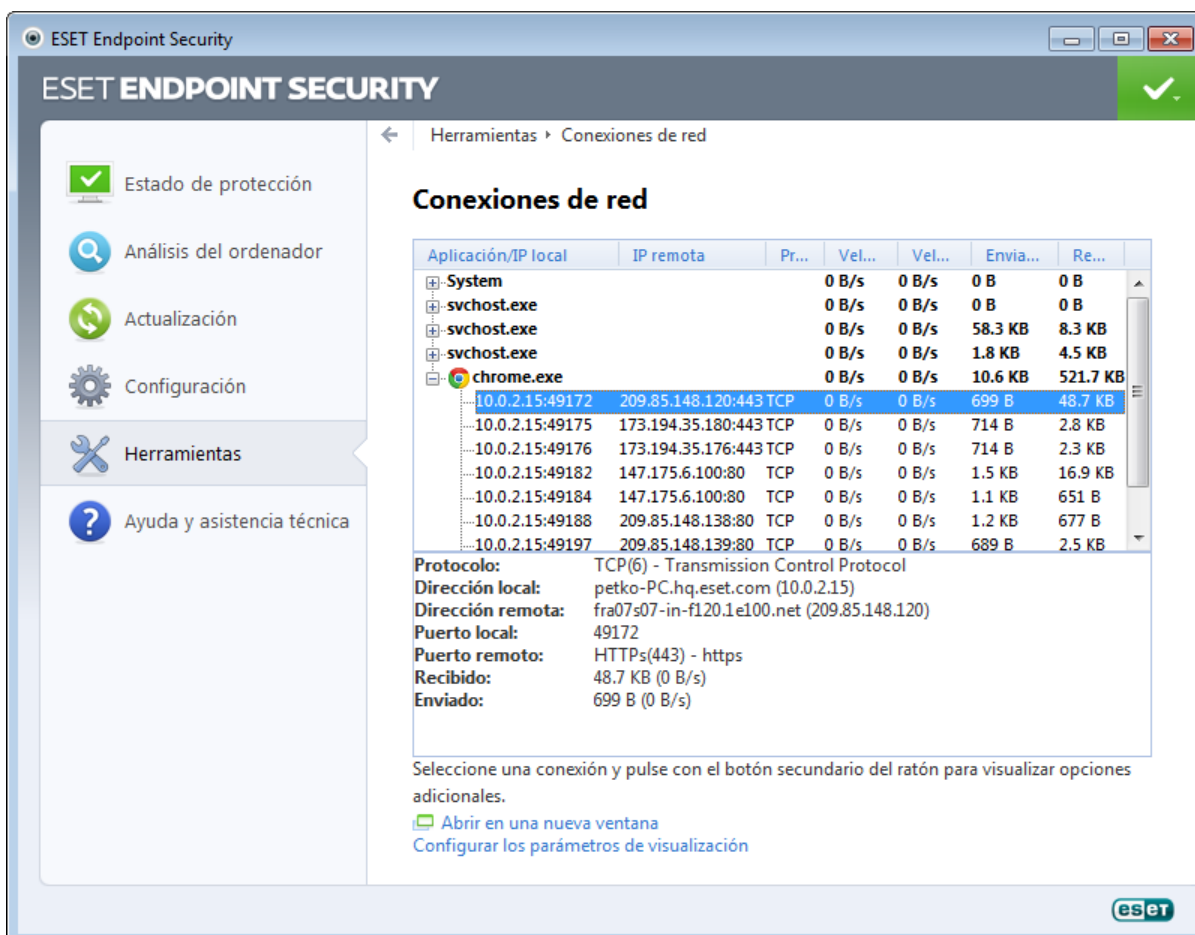 ESET Endpoint Security
ESET ENDPOINT SECURITY
Estado de protección
Análisis del ordenador
Actualización
Configuración
Herramientas
Ayuda y asistencia técnica
Herramientas Conexiones de red
Conexiones de red
Aplicación/IP local IP remota Pr... Vel... Vel... Envia... Re...
System 0 B/s 0 B/s 0 B 0 B
svchost.exe 0 B/s 0 B/s 0 B 0 B
svchost.exe 0 B/s 0 B/s 58.3 KB 8.3 KB
svchost.exe 0 B/s 0 B/s 1.8 KB 4.5 KB
chrome.exe 0 B/s 0 B/s 10.6 KB 521.7 KB
10.0.2.15:49172 209.85.148.120:443 TCP 0 B/s 0 B/s 699 B 48.7 KB
10.0.2.15:49175 173.194.35.180:443 TCP 0 B/s 0 B/s 714 B 2.8 KB
10.0.2.15:49176 173.194.35.176:443 TCP 0 B/s 0 B/s 714 B 2.3 KB
10.0.2.15:49182 147.175.6.100:80 TCP 0 B/s 0 B/s 1.5 KB 16.9 KB
10.0.2.15:49184 147.175.6.100:80 TCP 0 B/s 0 B/s 1.1 KB 651 B
10.0.2.15:49188 209.85.148.138:80 TCP 0 B/s 0 B/s 1.2 KB 677 B
10.0.2.15:49197 209.85.148.139:80 TCP 0 B/s 0 B/s 689 B 2.5 KB
Protocolo: TCP(6) - Transmission Control Protocol
Dirección local: petko-PC.hq.eset.com (10.0.2.15)
Dirección remota: fra07s07-in-f120.1e100.net (209.85.148.120)
Puerto local: 49172
Puerto remoto: HTTPs(443) - https
Recibido: 48.7 KB (0 B/s)
Enviado: 699 B (0 B/s)
Seleccione una conexión y pulse con el botón secundario del ratón para visualizar opciones
adicionales.
Abrir en una nueva ventana
Configurar los parámetros de visualización
eset